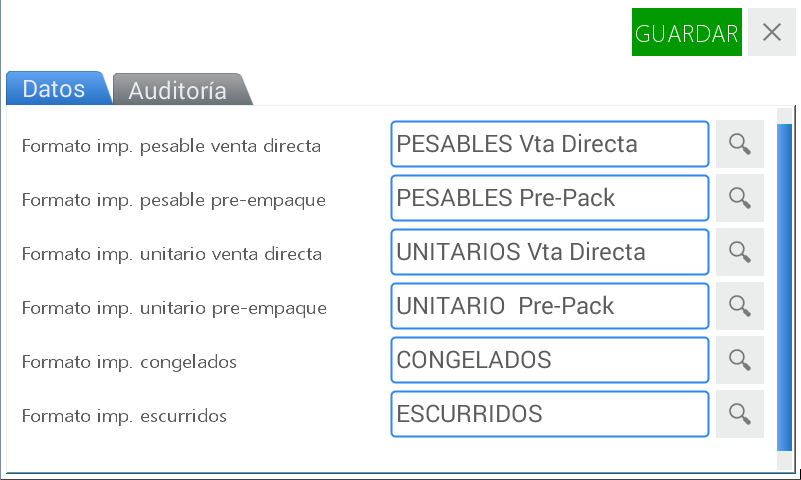 GUARDAR
Datos Auditoría
Formato imp. pesable venta directa PESABLES Vta Directa
Formato imp. pesable pre-empaque PESABLES Pre-Pack
Formato imp. unitario venta directa UNITARIOS Vta Directa
Formato imp. unitario pre-empaque UNITARIO  Pre-Pack
Formato imp. congelados CONGELADOS
Formato imp. escurridos ESCURRIDOS